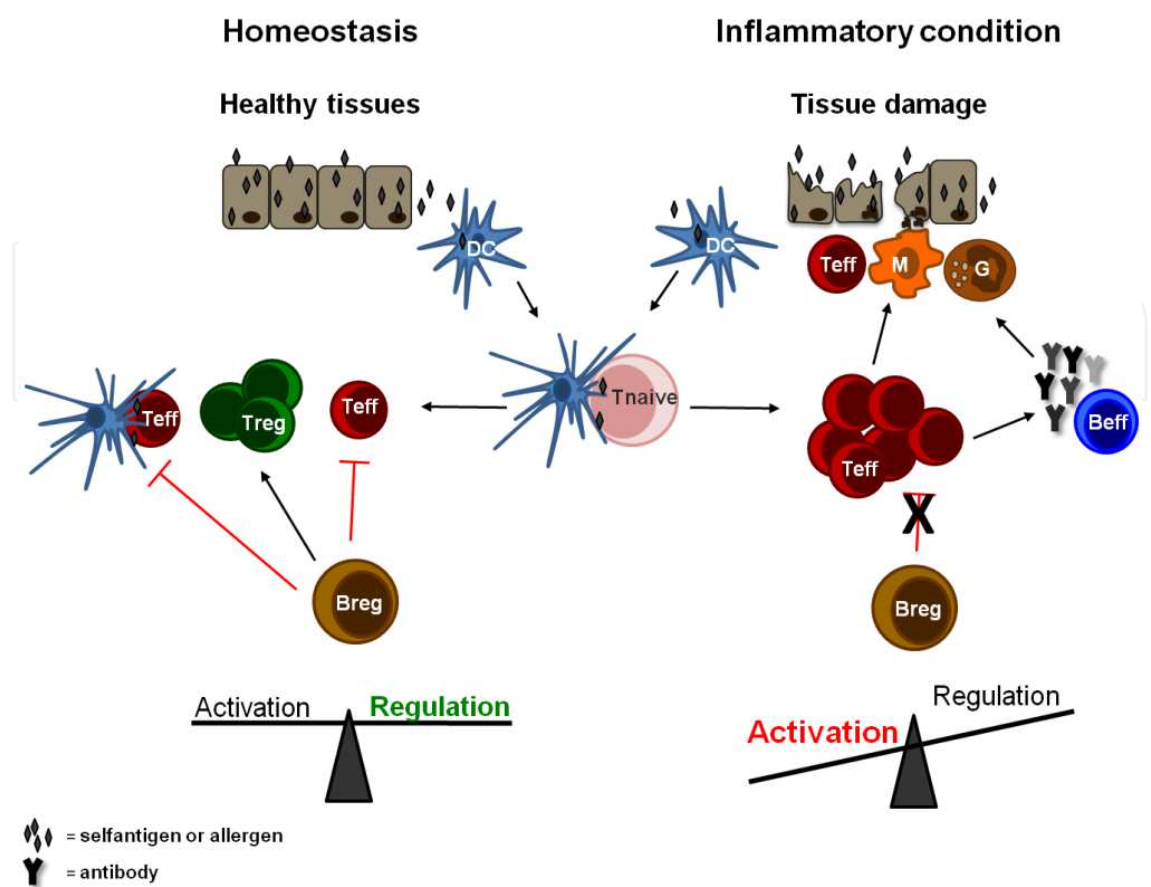 Homeostasis
Inflammatory condition
Healthy tissues
Tissue damage
DC
DC
Teff
M
G
Teff
Treg
Teff
Tnaive
Teff
Beff
Breg
Breg
Activation
Regulation
Activation
Regulation
= selfantigen or allergen
= antibody
X